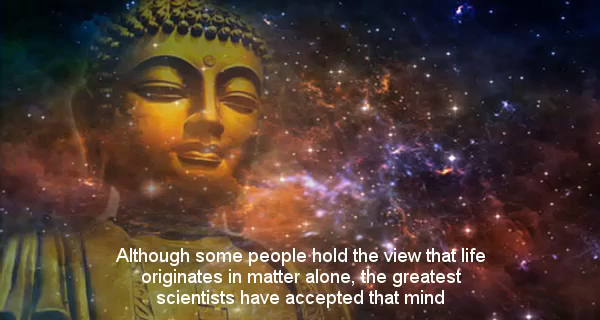 Although some people hold the view that life
originates in matter alone, the greatest
scientists have accepted that mind